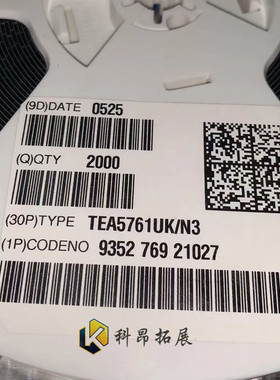 (9D)DATE 0525
(Q)QTY 2000
(30P)TYPE TEA5761UK/N3
(1P)CODENO 9352 769 21027
科昂拓展